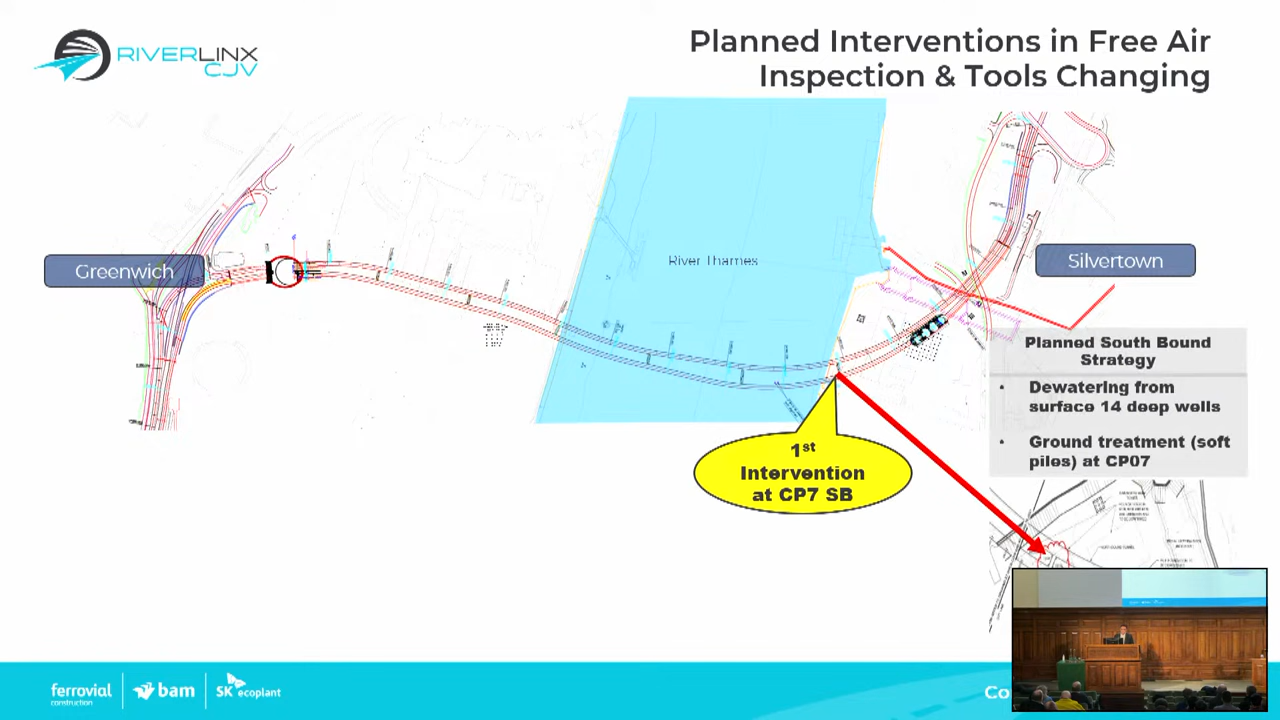 RIVERLINX
CJV
Planned Interventions in Free Air
Inspection & Tools Changing
Greenwich
River Thames
Silvertown
Planned South Bound
Strategy
• Dewatering from
surface 14 deep wells
• Ground treatment (soft
piles) at CP07
1st
Intervention
at CP7 SB
ferrovial
construction
bam
SK ecoplant
Co